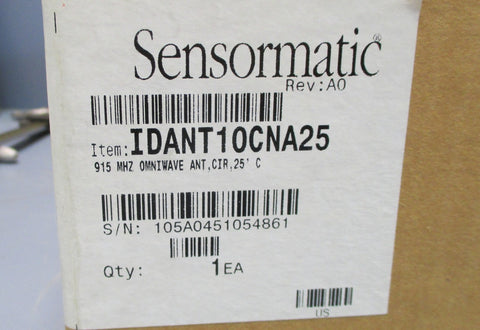 Sensormatic®
Rev:A0
Item:IDANT10CNA25
915 MHZ OMNIWAVE ANT,CIR,25' C
S/N: 105A0451054861
Qty: 1EA
US